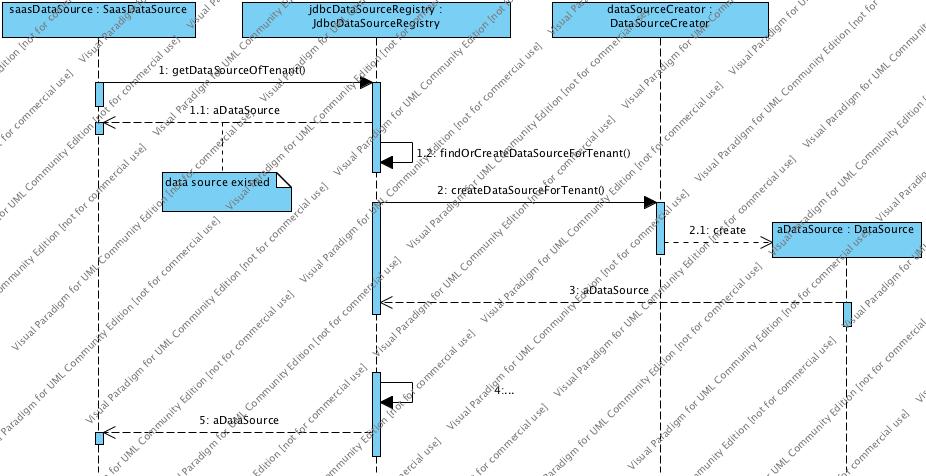 saasDataSource : SaasDataSource
jdbcDataSourceRegistry :
JdbcDataSourceRegistry
dataSourceCreator :
DataSourceCreator
1: getDataSourceOfTenant()
1.1: aDataSource
1.2: findOrCreateDataSourceForTenant()
data source existed
2: createDataSourceForTenant()
2.1: create
aDataSource : DataSource
3: aDataSource
4:...
5: aDataSource
Visual Paradigm for UML Community Edition [not for commercial use]